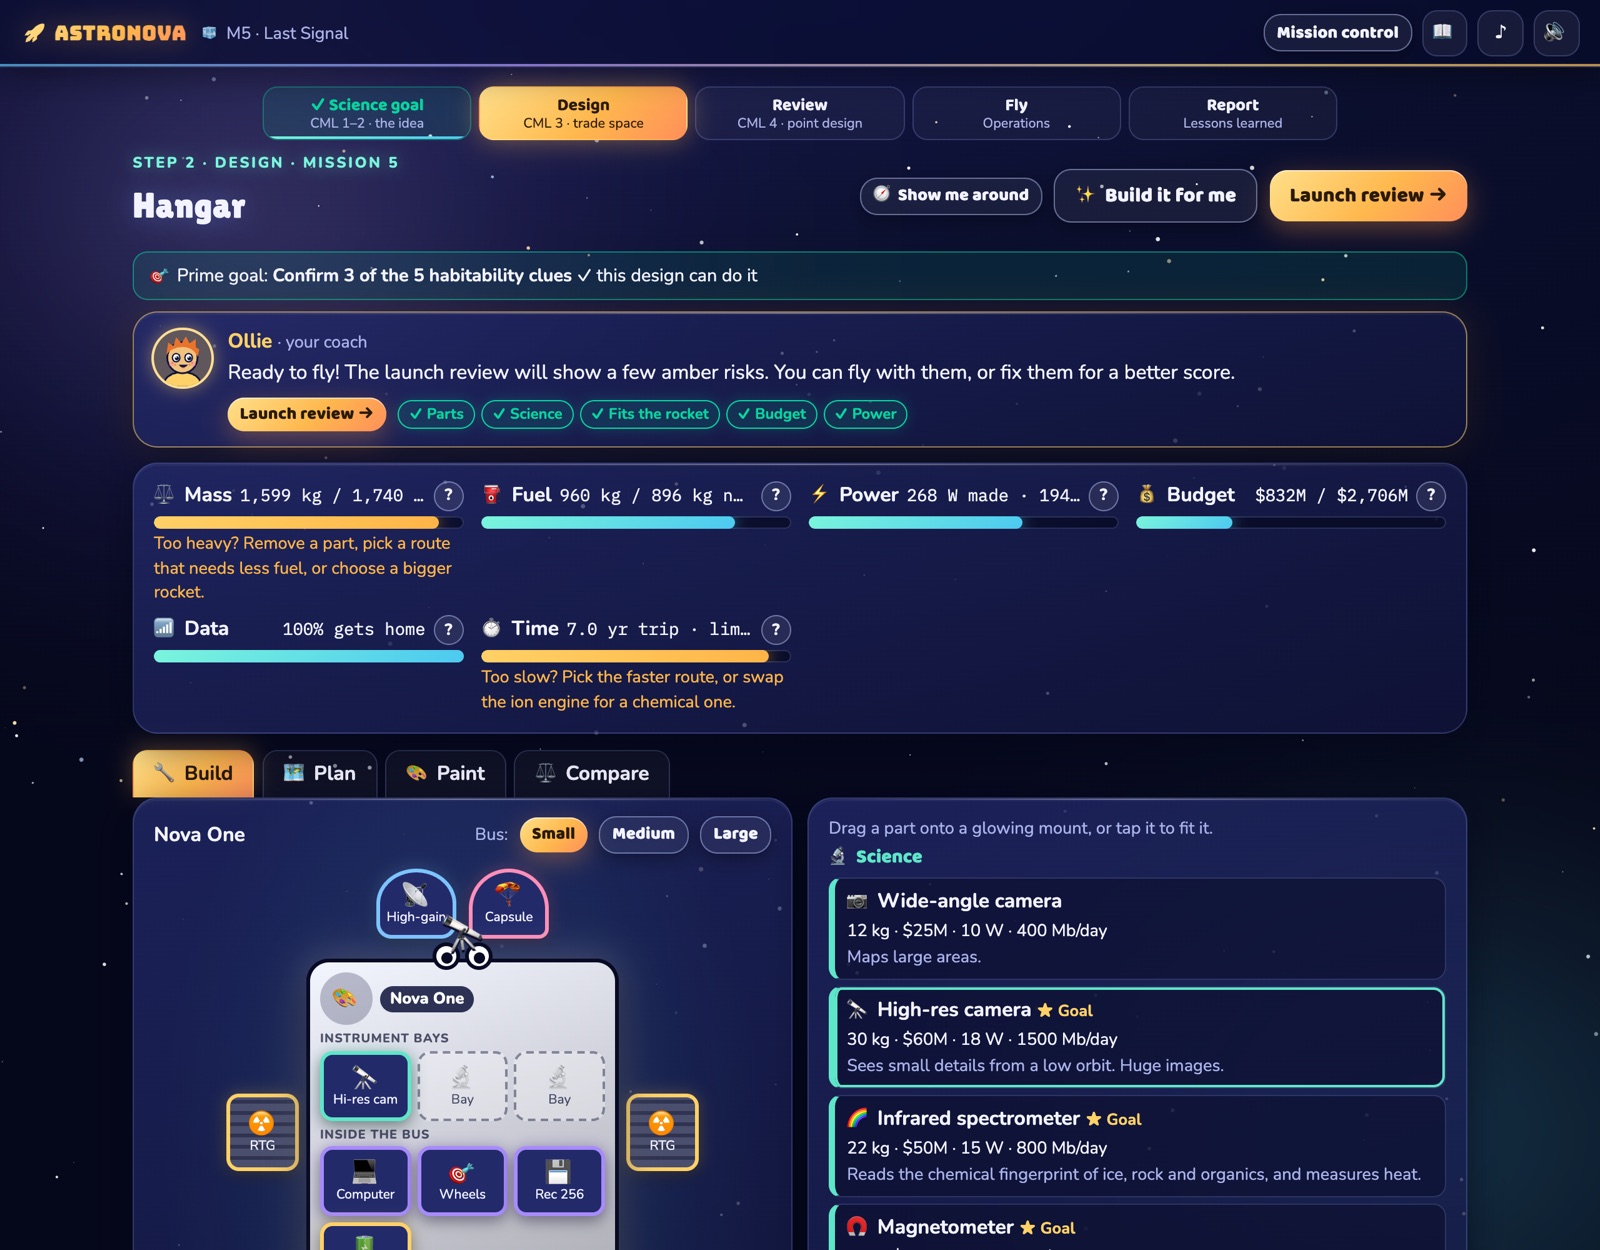 ASTRONOVA M5 · Last Signal Mission control
✓ Science goal
CML 1–2 · the idea
Design
CML 3 · trade space
Review
CML 4 · point design
Fly
Operations
Report
Lessons learned
STEP 2 · DESIGN · MISSION 5
Hangar
Show me around
Build it for me
Launch review →
Prime goal: Confirm 3 of the 5 habitability clues ✓ this design can do it
Ollie · your coach
Ready to fly! The launch review will show a few amber risks. You can fly with them, or fix them for a better score.
Launch review → ✓ Parts ✓ Science ✓ Fits the rocket ✓ Budget ✓ Power
Mass 1,599 kg / 1,740 … ?
Too heavy? Remove a part, pick a route
that needs less fuel, or choose a bigger
rocket.
Fuel 960 kg / 896 kg n… ?
Power 268 W made · 194… ?
Budget $832M / $2,706M ?
Data 100% gets home ?
Time 7.0 yr trip · lim… ?
Too slow? Pick the faster route, or swap
the ion engine for a chemical one.
Build Plan Paint Compare
Nova One Bus: Small Medium Large
High-gain Capsule
Nova One
INSTRUMENT BAYS
Hi-res cam Bay Bay
RTG RTG
INSIDE THE BUS
Computer Wheels Rec 256
Drag a part onto a glowing mount, or tap it to fit it.
Science
Wide-angle camera
12 kg · $25M · 10 W · 400 Mb/day
Maps large areas.
High-res camera ⭐ Goal
30 kg · $60M · 18 W · 1500 Mb/day
Sees small details from a low orbit. Huge images.
Infrared spectrometer ⭐ Goal
22 kg · $50M · 15 W · 800 Mb/day
Reads the chemical fingerprint of ice, rock and organics, and measures heat.
Magnetometer ⭐ Goal